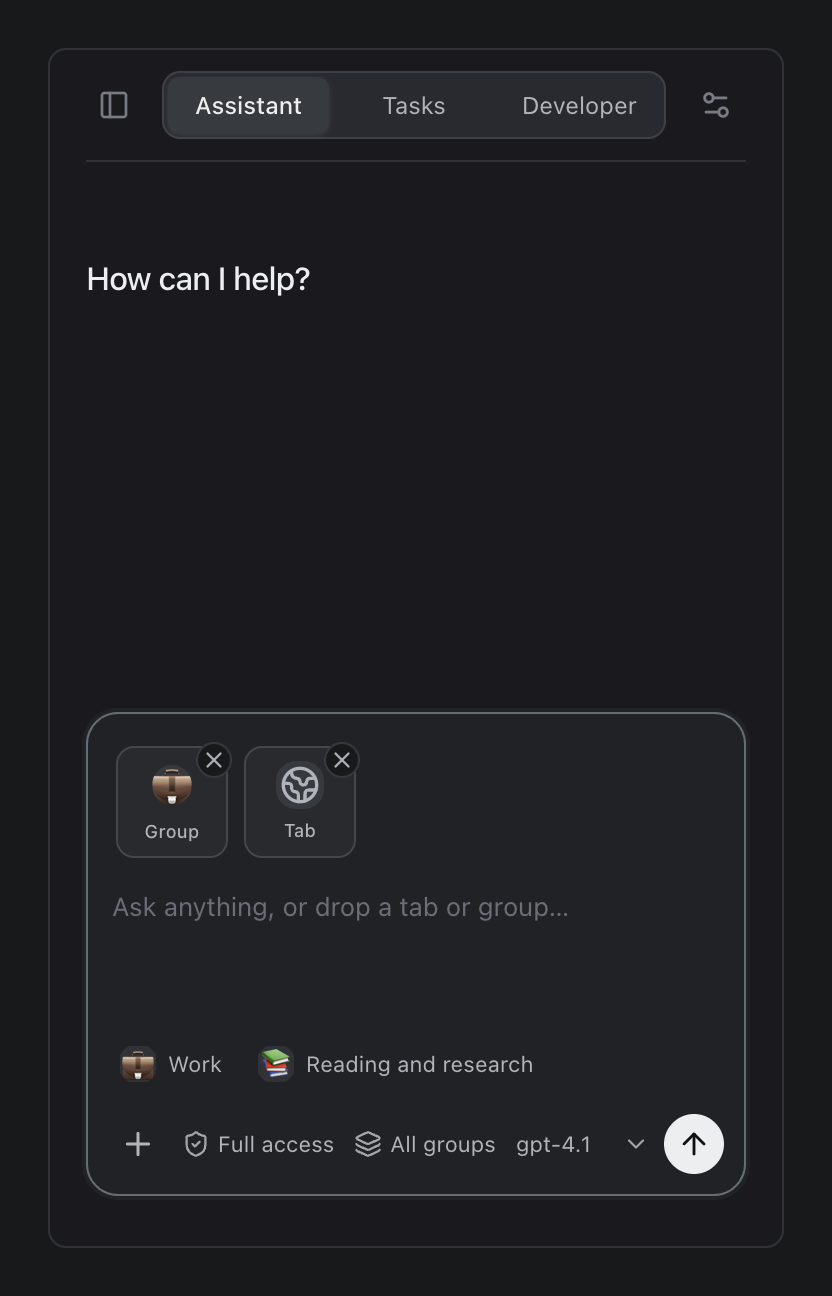 Assistant Tasks Developer
How can I help?
Group Tab
Ask anything, or drop a tab or group...
Work Reading and research
Full access All groups gpt-4.1